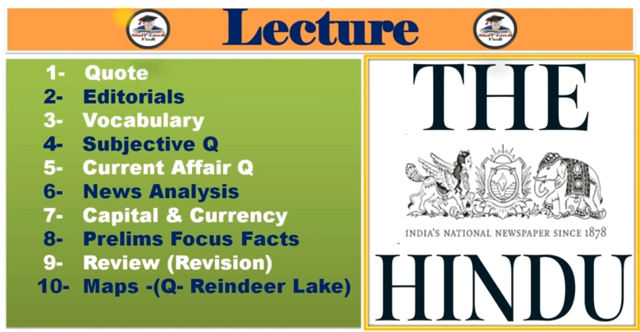 Lecture
1- Quote
2- Editorials
3- Vocabulary
4- Subjective Q
5- Current Affair Q
6- News Analysis
7- Capital & Currency
8- Prelims Focus Facts
9- Review (Revision)
10- Maps -(Q- Reindeer Lake)
THE
INDIA'S NATIONAL NEWSPAPER SINCE 1878
HINDU